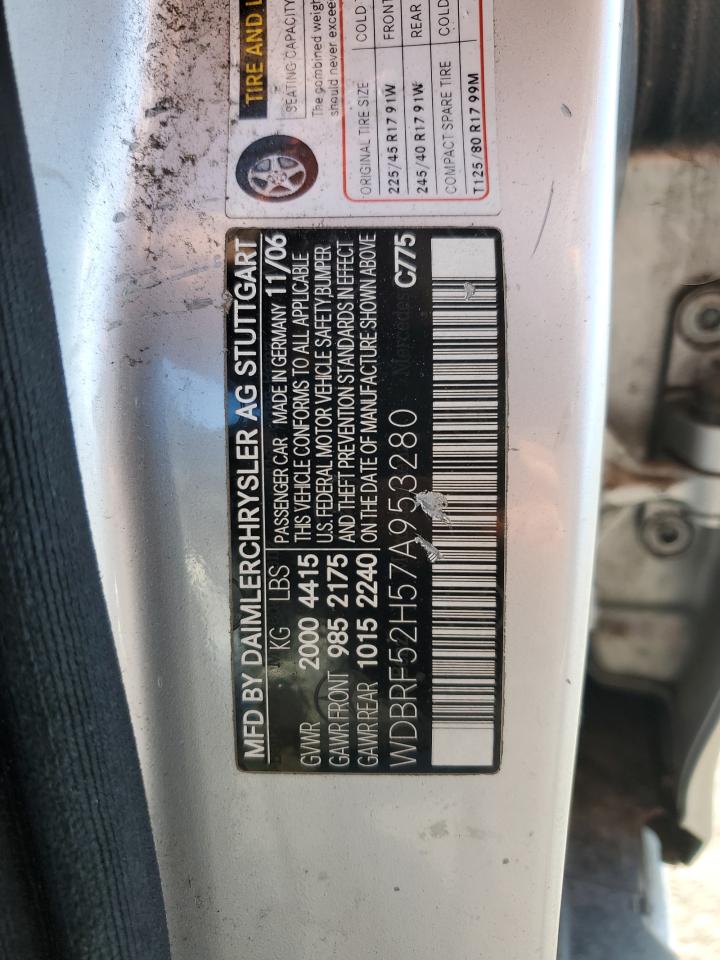 TIRE AND L
SEATING CAPACITY
The combined weigh
should never excee
ORIGINAL TIRE SIZE
COLD T
225/45 R17 91W
FRONT
245/40 R17 91W
REAR
COMPACT SPARE TIRE
COLD
T125/80 R17 99M
MFD BY DAIMLERCHRYSLER AG STUTTGART
PASSENGER CAR MADE IN GERMANY 11/06
KG LBS
GVWR 2000 4415
GAWR FRONT 985 2175
GAWR REAR 1015 2240
THIS VEHICLE CONFORMS TO ALL APPLICABLE
U.S. FEDERAL MOTOR VEHICLE SAFETY,BUMPER
AND THEFT PREVENTION STANDARDS IN EFFECT
ON THE DATE OF MANUFACTURE SHOWN ABOVE
WDBRF52H57A953280
Mercedes
C775